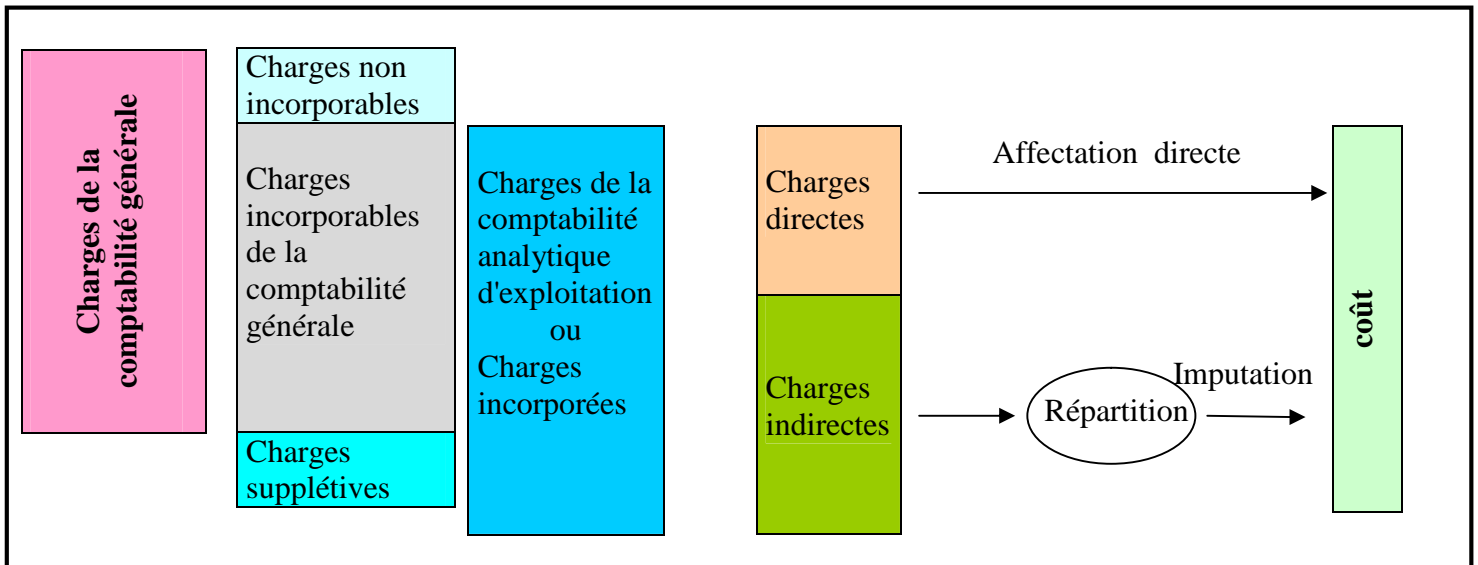 Charges de la
comptabilité générale
Charges non
incorporables
Charges
incorporables
de la
comptabilité
générale
Charges
supplétives
Charges de la
comptabilité
analytique
d'exploitation
ou
Charges
incorporées
Charges
directes
Charges
indirectes
Affectation directe
Répartition
Imputation
coût